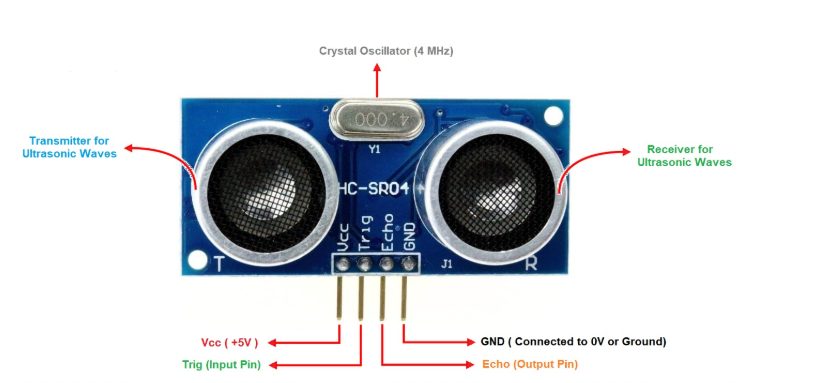 Crystal Oscillator (4 MHz)
4.000
Y1
Transmitter for
Ultrasonic Waves
Receiver for
Ultrasonic Waves
HC-SR04
Vcc
Trig
Echo
GND
T
J1
R
Vcc ( +5V )
GND ( Connected to 0V or Ground)
Trig (Input Pin)
Echo (Output Pin)